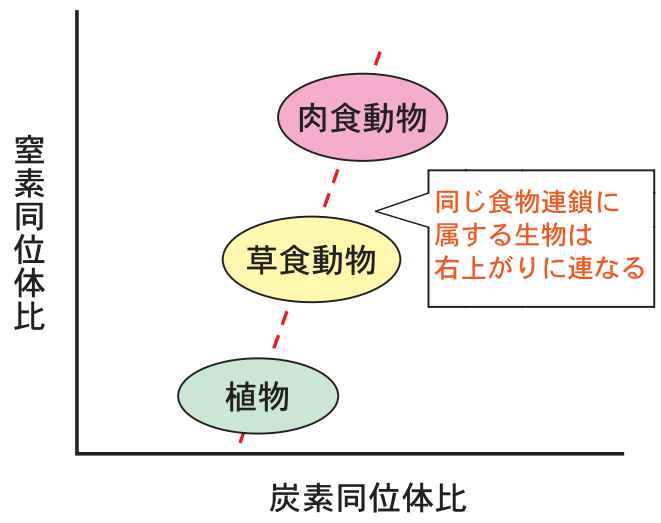 窒素同位体比
肉食動物
同じ食物連鎖に
属する生物は
右上がりに連なる
草食動物
植物
炭素同位体比